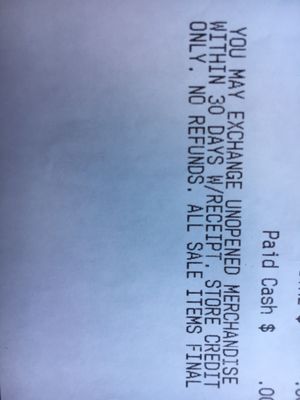 Paid Cash $ .00
YOU MAY EXCHANGE UNOPENED MERCHANDISE
WITHIN 30 DAYS W/RECEIPT. STORE CREDIT
ONLY. NO REFUNDS. ALL SALE ITEMS FINAL